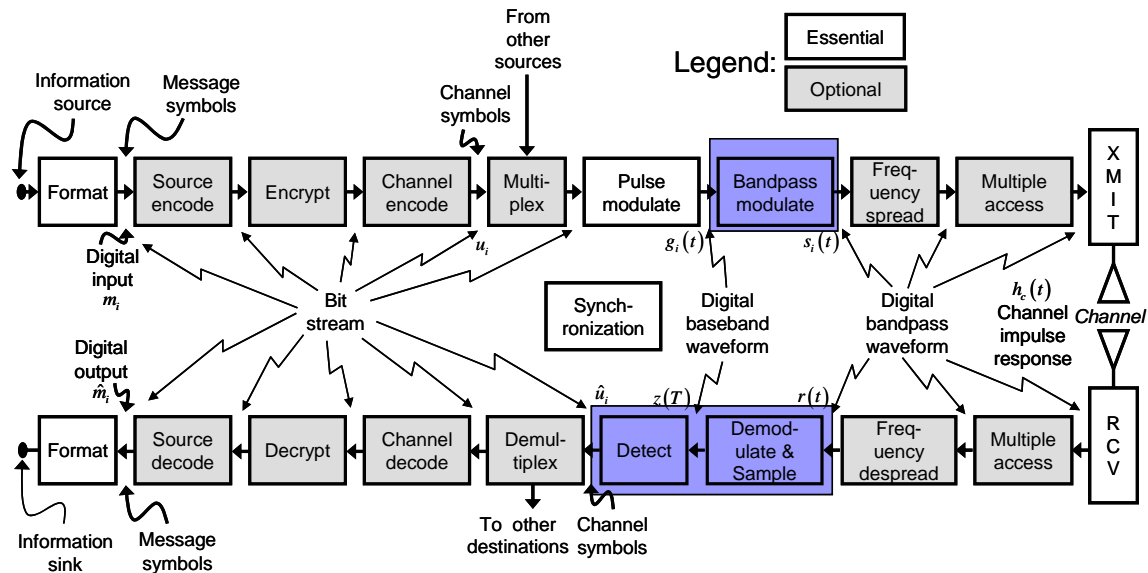 From
other
sources
Legend:
Essential
Optional
Information
source
Message
symbols
Channel
symbols
Format
Source
encode
Encrypt
Channel
encode
Multi-
plex
Pulse
modulate
Bandpass
modulate
Freq-
uency
spread
Multiple
access
X
M
I
T
Digital
input
m_i
u_i
g_i(t)
s_i(t)
Bit
stream
Synch-
ronization
Digital
baseband
waveform
Digital
bandpass
waveform
h_c(t)
Channel
impulse
response
Channel
Digital
output
m̂_i
û_i
z(T)
r(t)
Format
Source
decode
Decrypt
Channel
decode
Demul-
tiplex
Detect
Demod-
ulate &
Sample
Freq-
uency
despread
Multiple
access
R
C
V
Information
sink
Message
symbols
To other
destinations
Channel
symbols